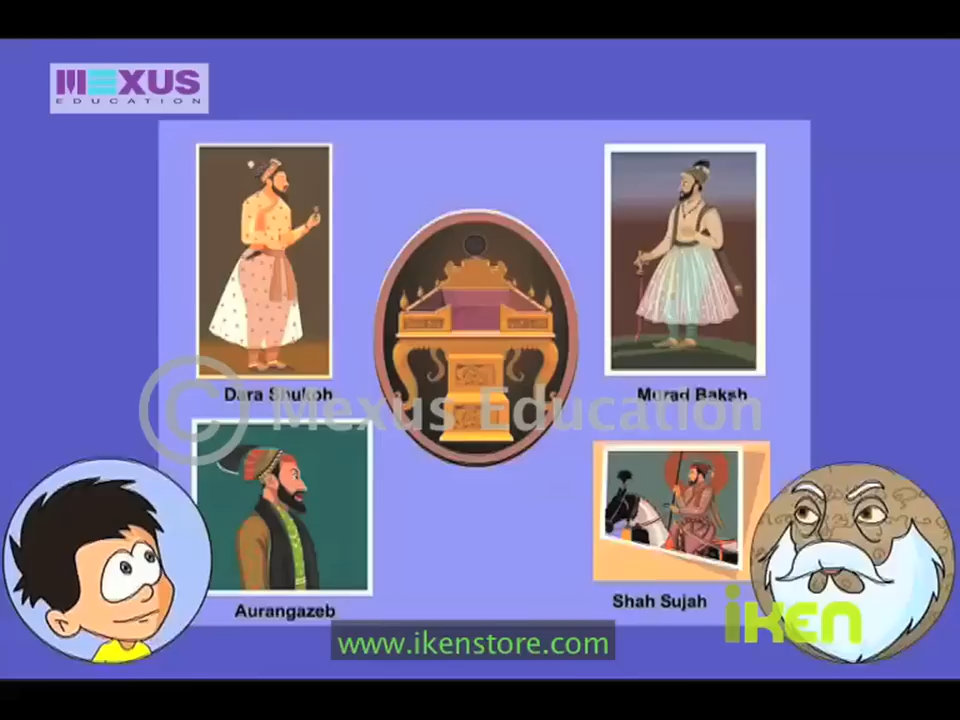 MEXUS
EDUCATION
Dara Shukoh
Murad Baksh
© Mexus Education
Aurangazeb
Shah Sujah
iKEN
www.ikenstore.com